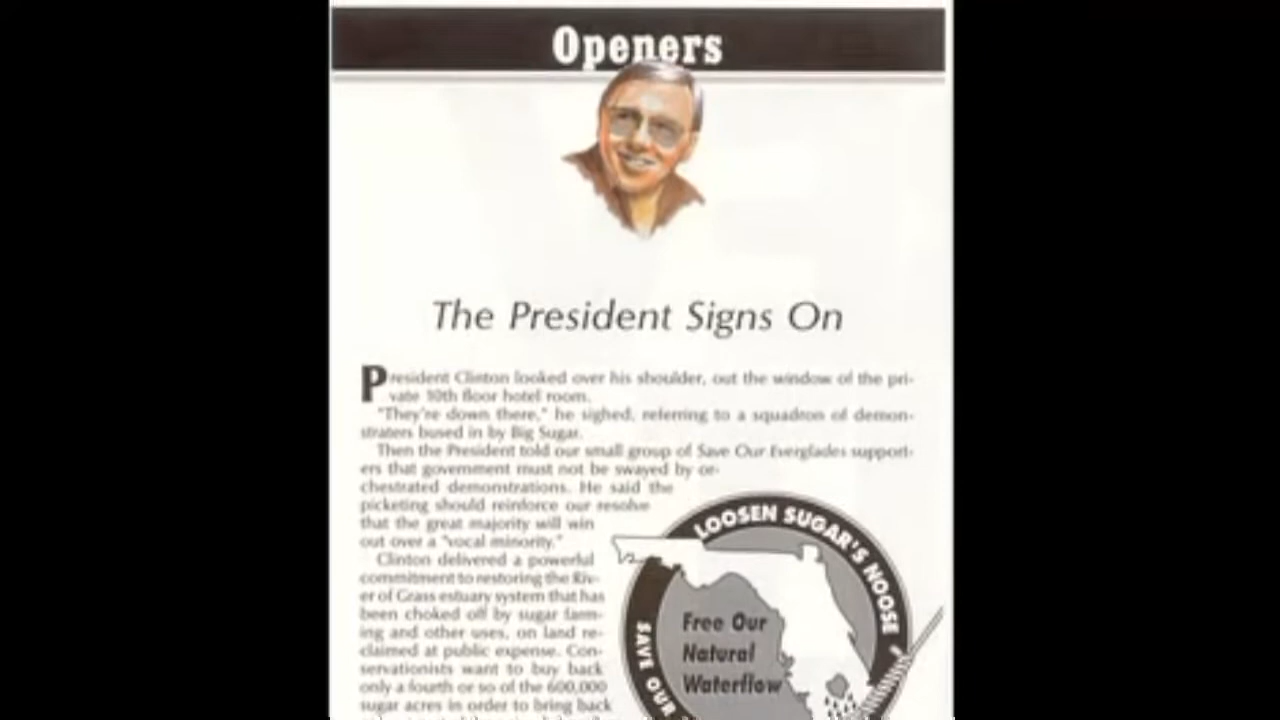 Openers
The President Signs On
President Clinton looked over his shoulder, out the window of the pri-
vate 10th floor hotel room.
"They're down there," he sighed, referring to a squadron of demon-
straters bused in by Big Sugar.
Then the President told our small group of Save Our Everglades support-
ers that government must not be swayed by or-
chestrated demonstrations. He said the
picketing should reinforce our resolve
that the great majority will win
out over a "vocal minority."
Clinton delivered a powerful
commitment to restoring the Riv-
er of Grass estuary system that has
been choked off by sugar farm-
ing and other uses, on land re-
claimed at public expense. Con-
servationists want to buy back
only a fourth or so of the 600,000
sugar acres in order to bring back
LOOSEN SUGAR'S NOOSE
SAVE OUR
Free Our
Natural
Waterflow